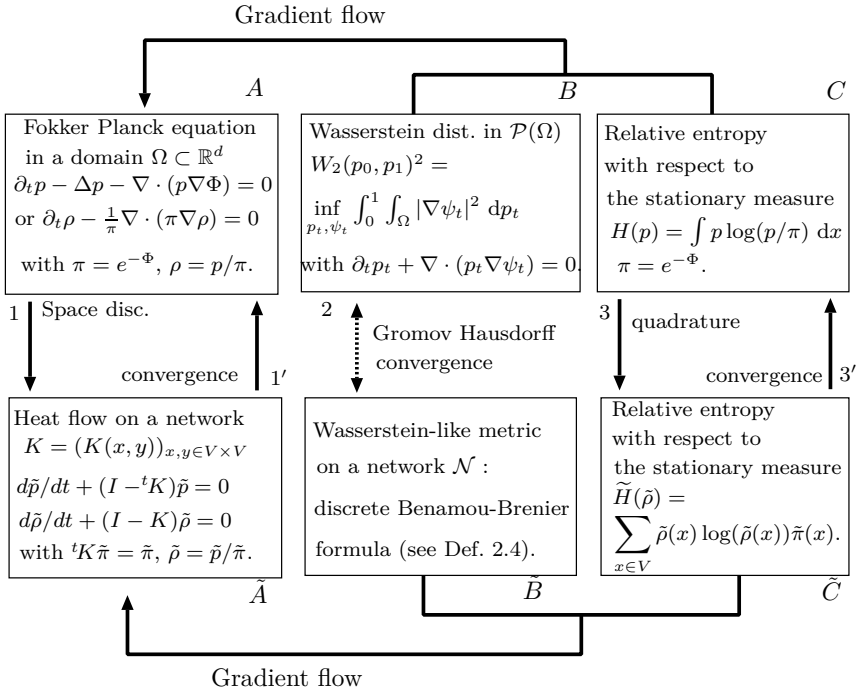 Gradient flow
A
B
C
Fokker Planck equation
in a domain Ω ⊂ ℝ^d
∂_t p − Δp − ∇ · (p∇Φ) = 0
or ∂_t ρ − 1/π ∇ · (π∇ρ) = 0
with π = e^{−Φ}, ρ = p/π.
Wasserstein dist. in 𝒫(Ω)
W_2(p_0, p_1)^2 =
inf_{p_t,ψ_t} ∫_0^1 ∫_Ω |∇ψ_t|^2 dp_t
with ∂_t p_t + ∇ · (p_t∇ψ_t) = 0.
Relative entropy
with respect to
the stationary measure
H(p) = ∫ p log(p/π) dx
π = e^{−Φ}.
1
Space disc.
convergence
1′
2
Gromov Hausdorff
convergence
3
quadrature
convergence
3′
Heat flow on a network
K = (K(x, y))_{x,y∈V×V}
dp̃/dt + (I − ^tK)p̃ = 0
dρ̃/dt + (I − K)ρ̃ = 0
with ^tKπ̃ = π̃, ρ̃ = p̃/π̃.
Wasserstein-like metric
on a network 𝒩 :
discrete Benamou-Brenier
formula (see Def. 2.4).
Relative entropy
with respect to
the stationary measure
H̃(ρ̃) =
∑_{x∈V} ρ̃(x) log(ρ̃(x))π̃(x).
Ã
B̃
C̃
Gradient flow